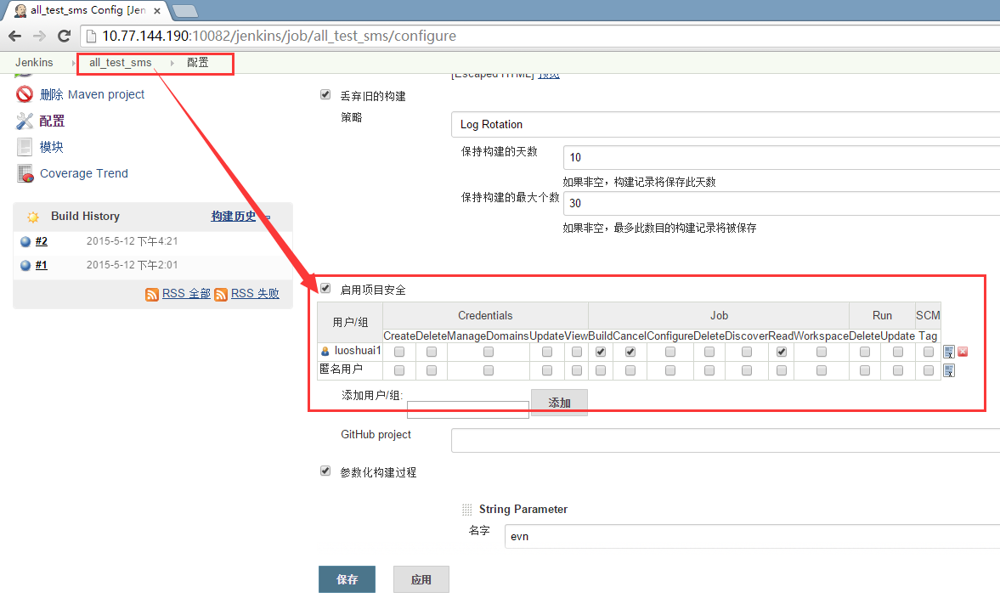 all_test_sms Config [Jen
10.77.144.190:10082/jenkins/job/all_test_sms/configure
Jenkins all_test_sms 配置
删除 Maven project
配置
模块
Coverage Trend
Build History 构建历史
#2 2015-5-12 下午4:21
#1 2015-5-12 下午2:01
RSS 全部 RSS 失败
[Escaped HTML] 预览
丢弃旧的构建
策略
Log Rotation
保持构建的天数
10
如果非空，构建记录将保存此天数
保持构建的最大个数
30
如果非空，最多此数目的构建记录将被保存
启用项目安全
用户/组 Credentials Job Run SCM
Create Delete ManageDomains Update View Build Cancel Configure Delete Discover Read Workspace Delete Update Tag
luoshuai1
匿名用户
添加用户/组:
添加
GitHub project
参数化构建过程
String Parameter
名字
evn
保存 应用